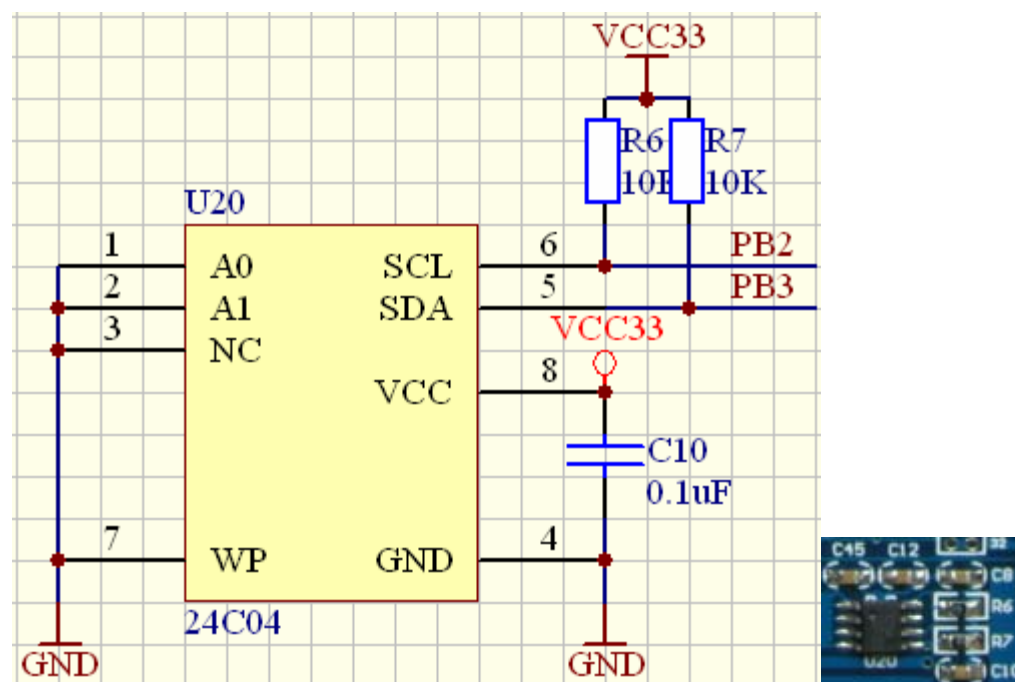 VCC33
R6
R7
10K
10K
U20
1
A0
SCL
6
PB2
2
A1
SDA
5
PB3
3
NC
VCC33
VCC
8
C10
0.1uF
7
WP
GND
4
24C04
GND
GND
C45
C12
C8
R6
R7
U20